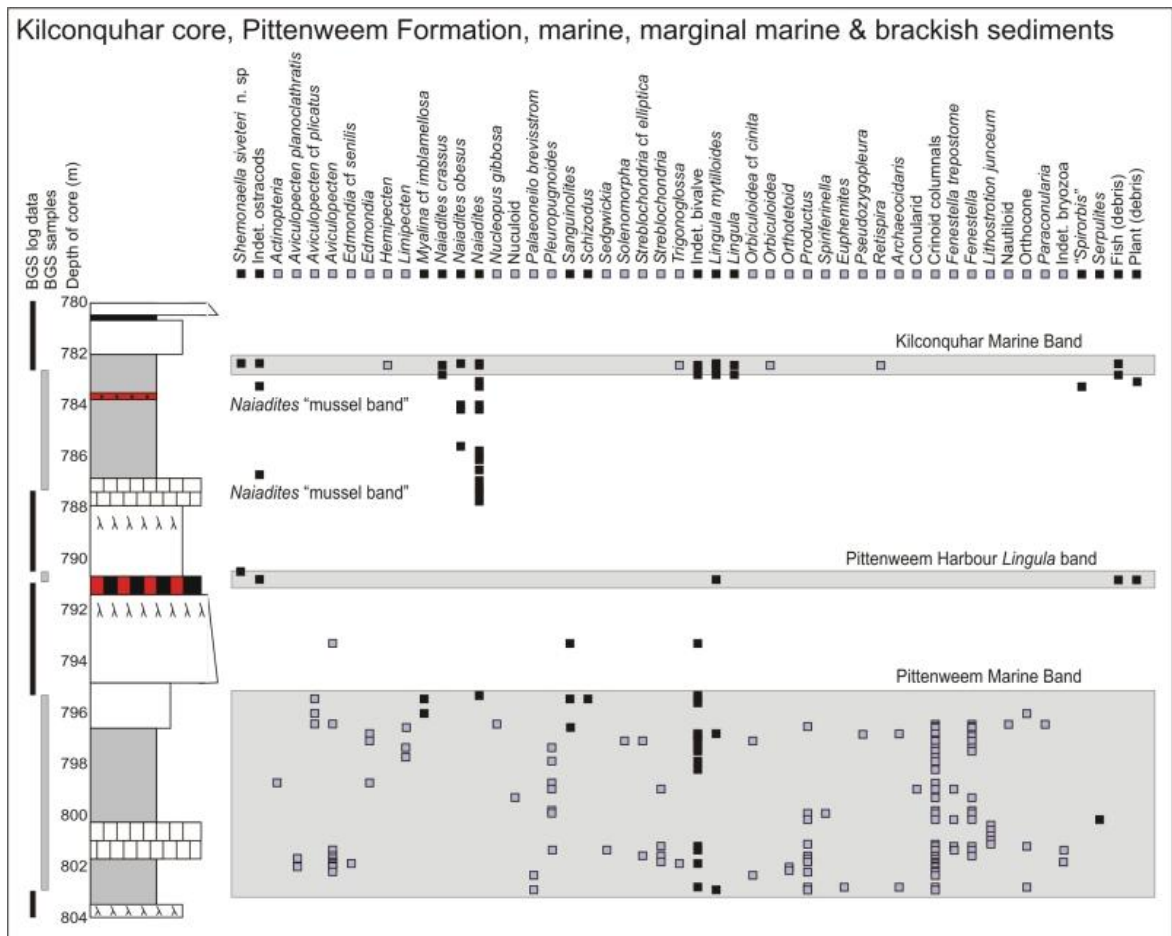 Kilconquhar core, Pittenweem Formation, marine, marginal marine & brackish sediments
BGS log data
BGS samples
Depth of core (m)
Shemonaella siveteri n. sp
Indet. ostracods
Actinopteria
Aviculopecten planoclathratis
Aviculopecten cf plicatus
Aviculopecten
Edmondia cf senilis
Edmondia
Hemipecten
Limipecten
Myalina cf imblamellosa
Naiadites crassus
Naiadites obesus
Naiadites
Nucleopus gibbosa
Nuculoid
Palaeoneilo brevisstrom
Pleuropugnoides
Sanguinolites
Schizodus
Sedgwickia
Solenomorpha
Streblochondria cf elliptica
Streblochondria
Trigonoglossa
Indet. bivalve
Lingula mytilloides
Lingula
Orbiculoidea cf cinita
Orbiculoidea
Orthotetoid
Productus
Spiriferinella
Euphemites
Pseudozygopleura
Retispira
Archaeocidaris
Conularid
Crinoid columnals
Fenestella trepostome
Fenestella
Lithostrotion junceum
Nautiloid
Orthocone
Paraconularia
Indet. bryozoa
"Spirorbis"
Serpulites
Fish (debris)
Plant (debris)
780
782
784
786
788
790
792
794
796
798
800
802
804
Kilconquhar Marine Band
Naiadites "mussel band"
Naiadites "mussel band"
Pittenweem Harbour Lingula band
Pittenweem Marine Band